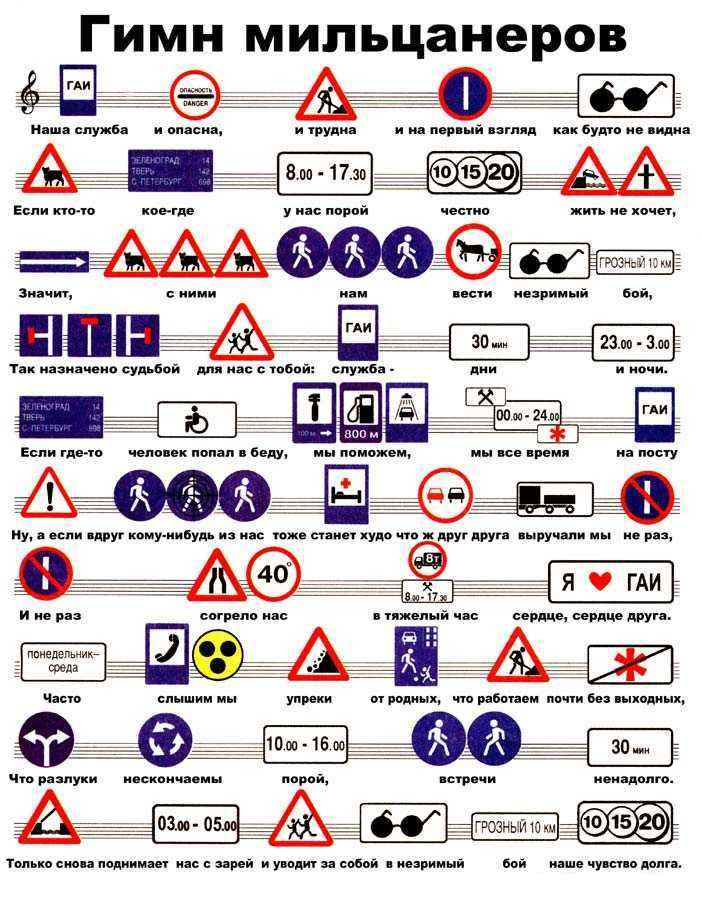 Гимн мильцанеров
ГАИ ОПАСНОСТЬ DANGER
Наша служба и опасна, и трудна и на первый взгляд как будто не видна
ЗЕЛЕНОГРАД 14 ТВЕРЬ 142 С. ПЕТЕРБУРГ 698 8.00 - 17.30 10 15 20
Если кто-то кое-где у нас порой честно жить не хочет,
ГРОЗНЫЙ 10 км
Значит, с ними нам вести незримый бой,
ГАИ 30 мин 23.00 - 3.00
Так назначено судьбой для нас с тобой: служба - дни и ночи.
ЗЕЛЕНОГРАД 14 ТВЕРЬ 142 С. ПЕТЕРБУРГ 698 100 м 800 м 00.00 - 24.00 ГАИ
Если где-то человек попал в беду, мы поможем, мы все время на посту
Ну, а если вдруг кому-нибудь из нас тоже станет худо что ж друг друга выручали мы не раз,
40° 8т 8.00 - 17.30 Я ГАИ
И не раз согрело нас в тяжелый час сердце, сердце друга.
понедельник- среда
Часто слышим мы упреки от родных, что работаем почти без выходных,
10.00 - 16.00 30 мин
Что разлуки нескончаемы порой, встречи ненадолго.
03.00 - 05.00 ГРОЗНЫЙ 10 км 10 15 20
Только снова поднимает нас с зарей и уводит за собой в незримый бой наше чувство долга.